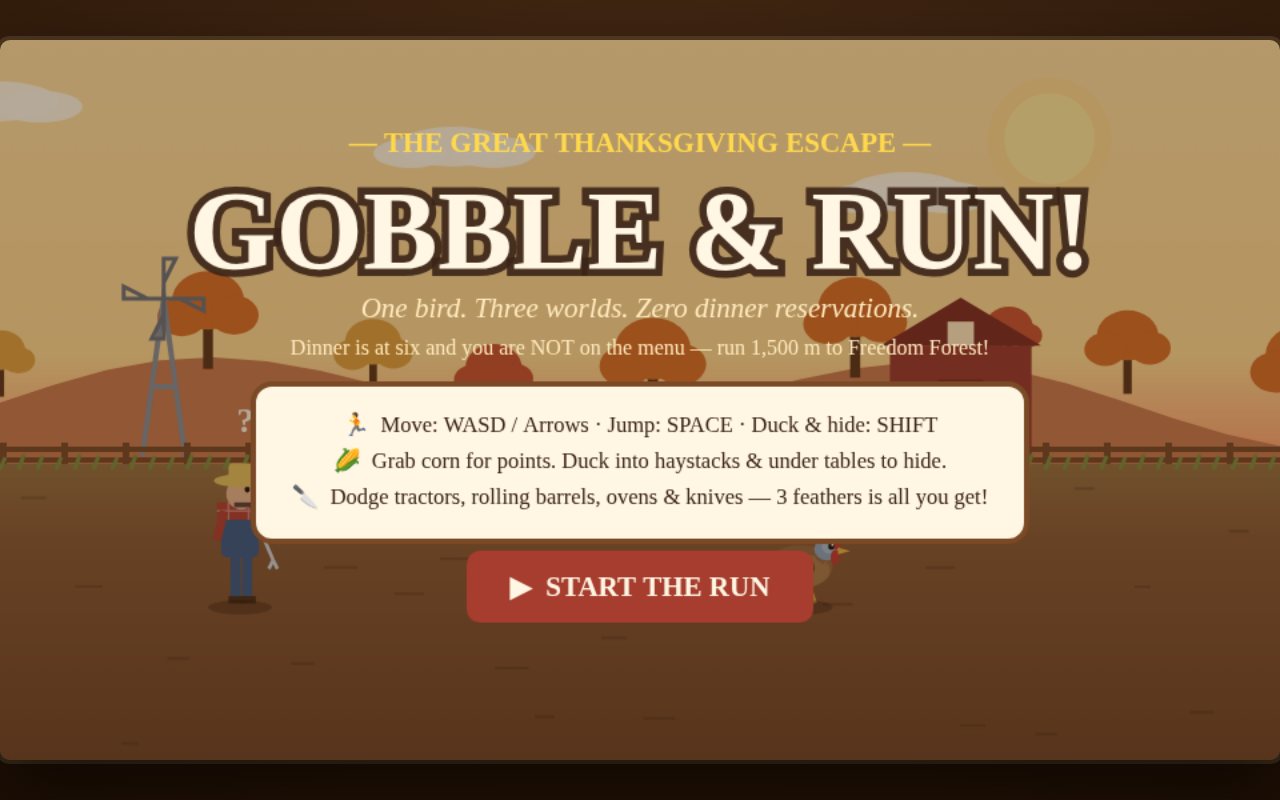 — THE GREAT THANKSGIVING ESCAPE —
GOBBLE & RUN!
One bird. Three worlds. Zero dinner reservations.
Dinner is at six and you are NOT on the menu — run 1,500 m to Freedom Forest!
?
🏃 Move: WASD / Arrows · Jump: SPACE · Duck & hide: SHIFT
🌽 Grab corn for points. Duck into haystacks & under tables to hide.
🔪 Dodge tractors, rolling barrels, ovens & knives — 3 feathers is all you get!
▶ START THE RUN